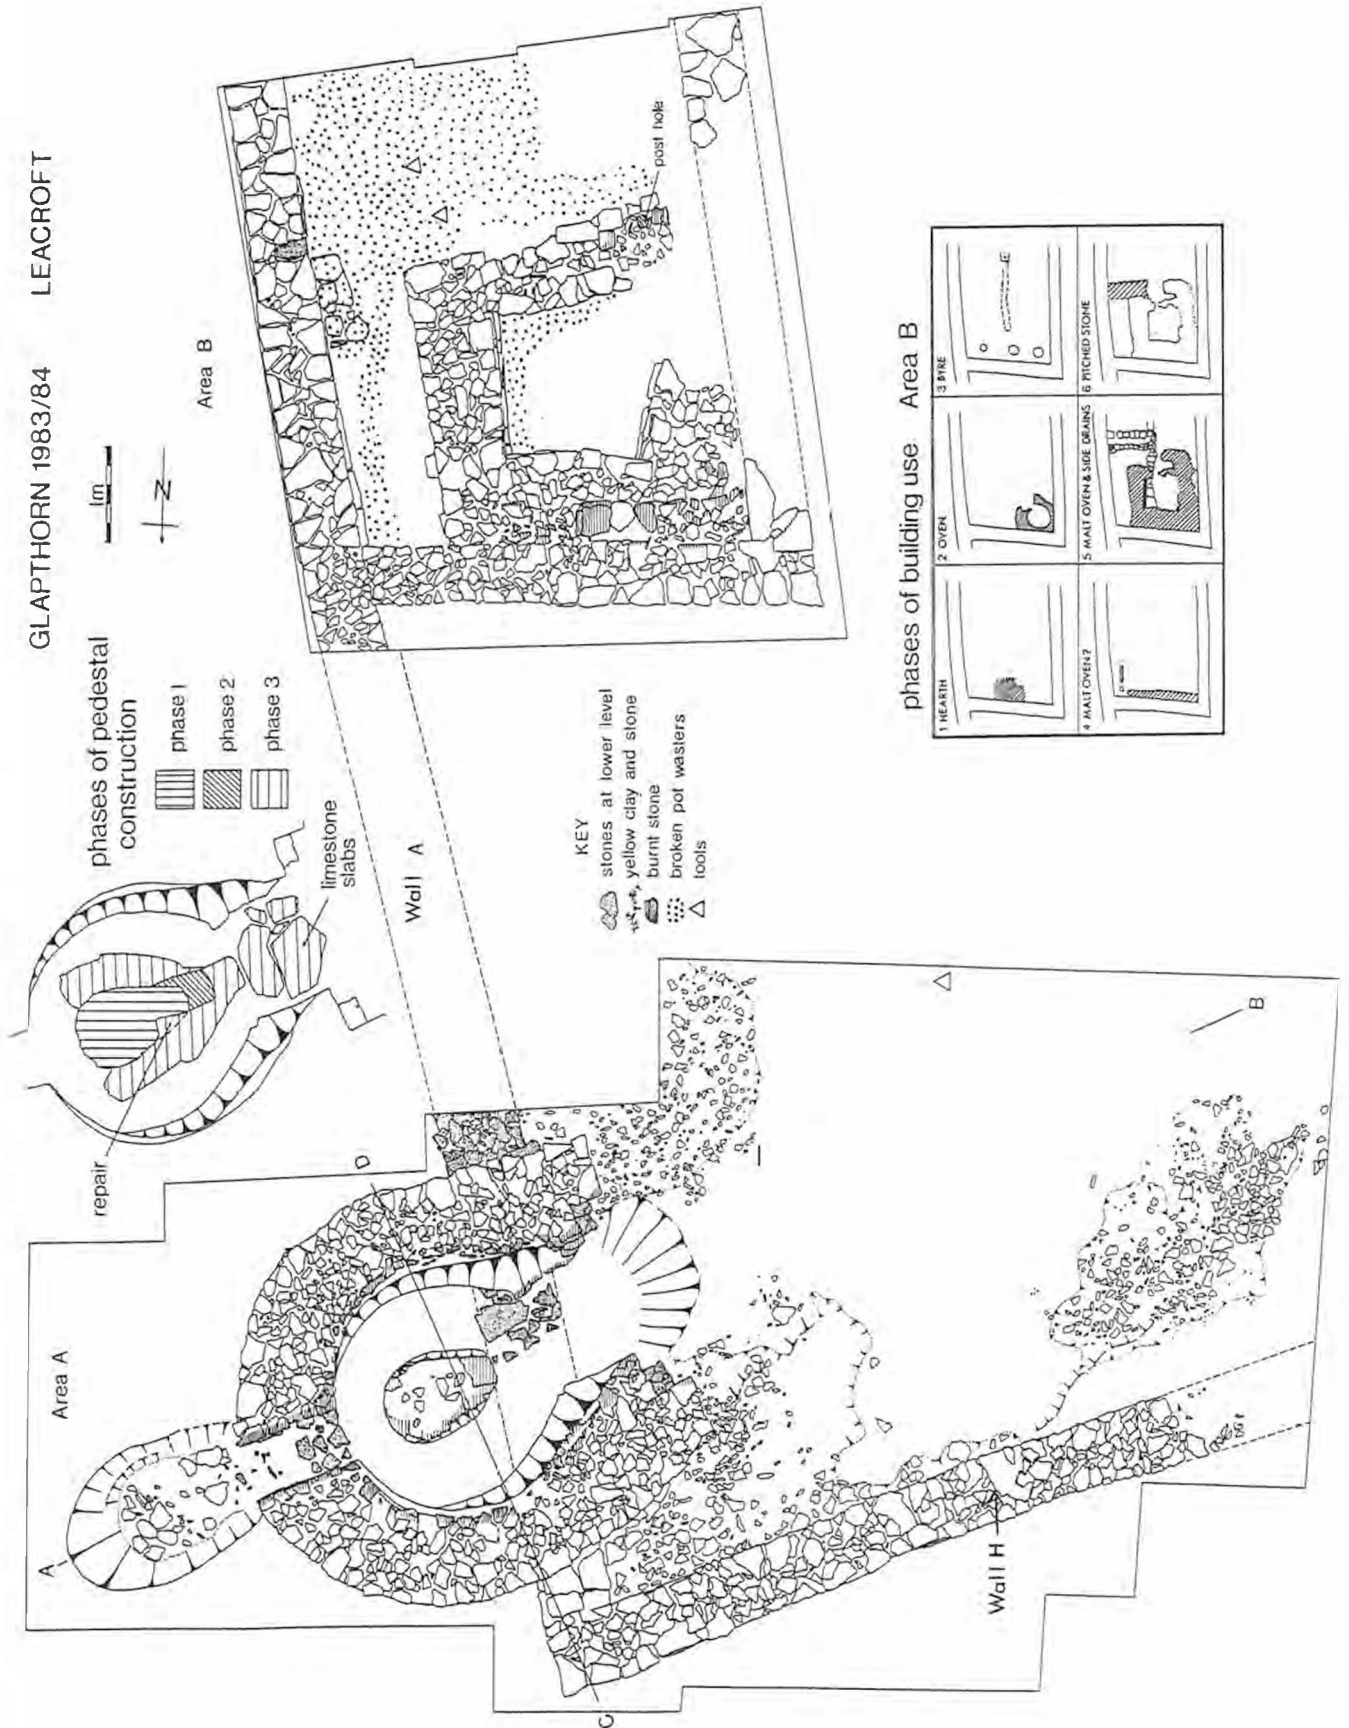 GLAPTHORN 1983/84 LEACROFT
1m
N
Area A
A
D
C
B
Wall H
Wall A
repair
limestone
slabs
phases of pedestal
construction
phase 1
phase 2
phase 3
Area B
post hole
KEY
stones at lower level
yellow clay and stone
burnt stone
broken pot wasters
tools
phases of building use Area B
1 HEARTH
2 OVEN
3 BYRE
4 MALT OVEN?
5 MALT OVEN & SIDE DRAINS
6 PITCHED STONE